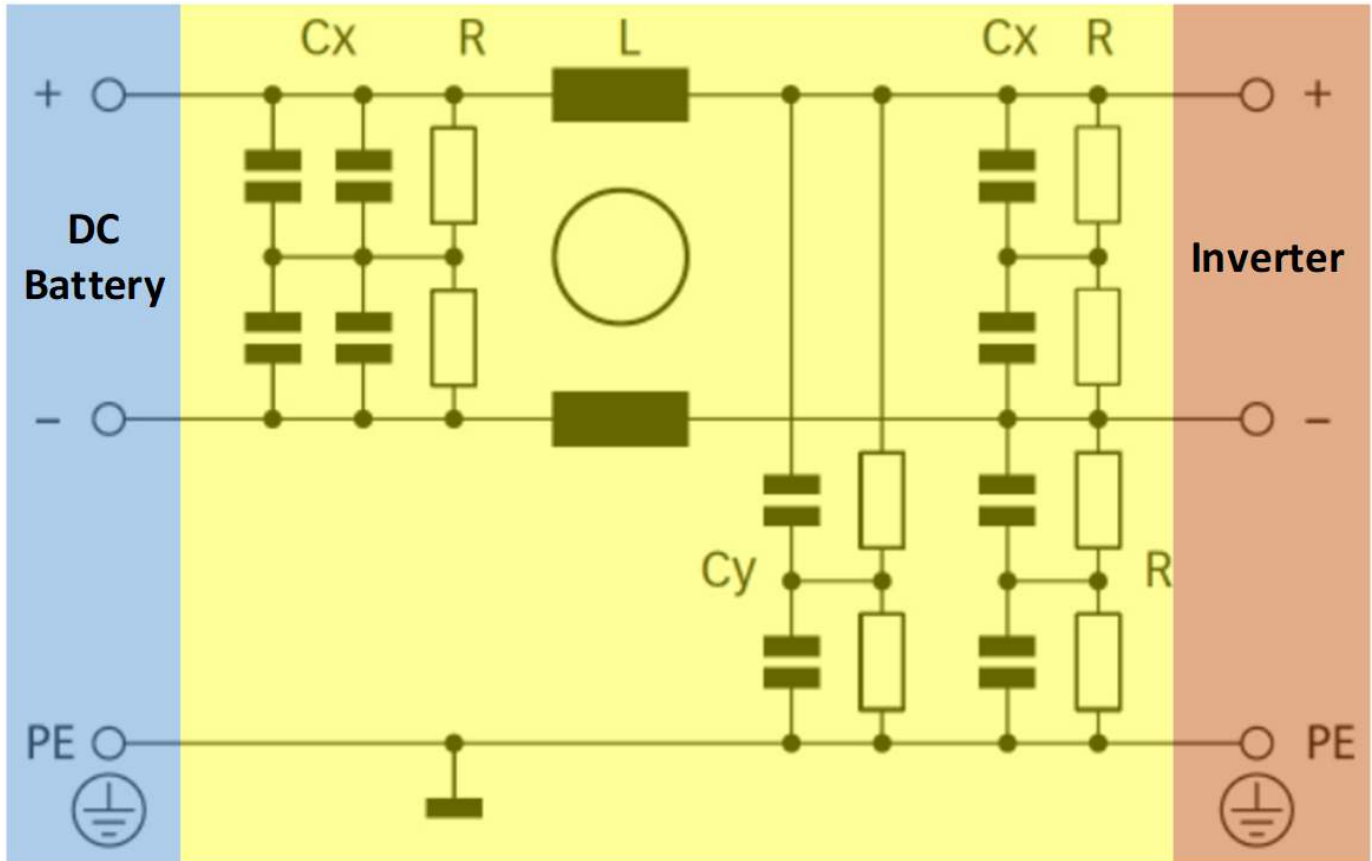 Cx R L Cx R
+ +
DC
Battery
Inverter
– –
Cy R
PE PE